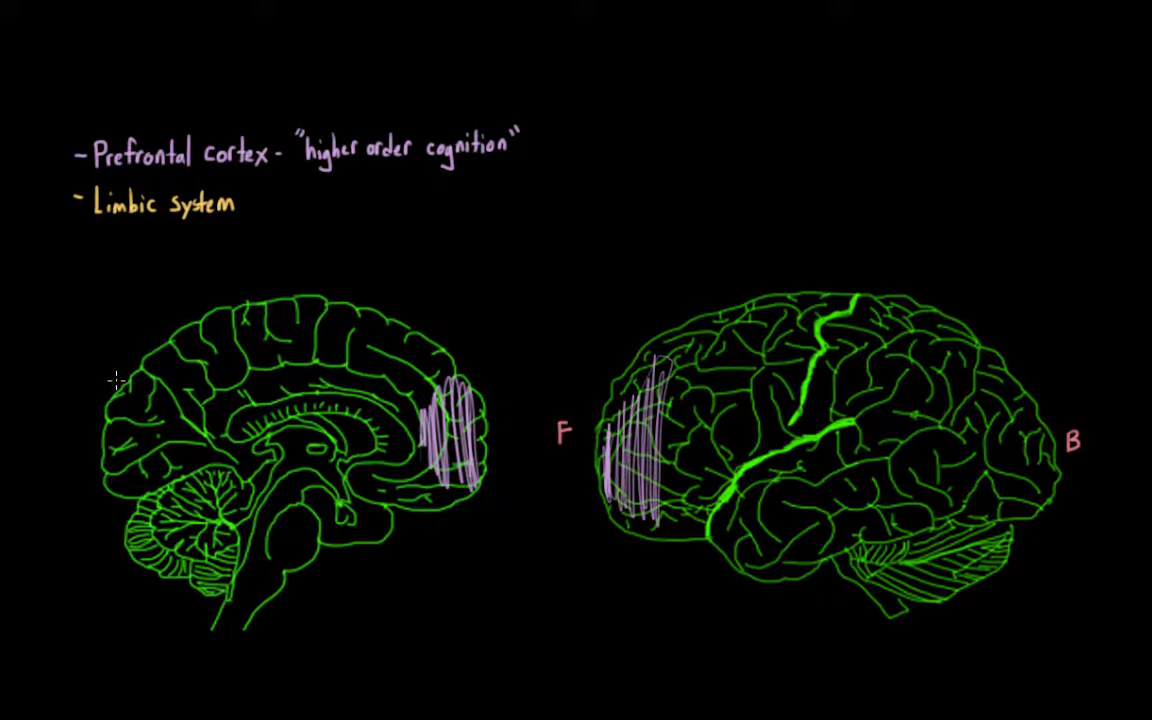 - Prefrontal cortex - "higher order cognition"
- Limbic system
F
B